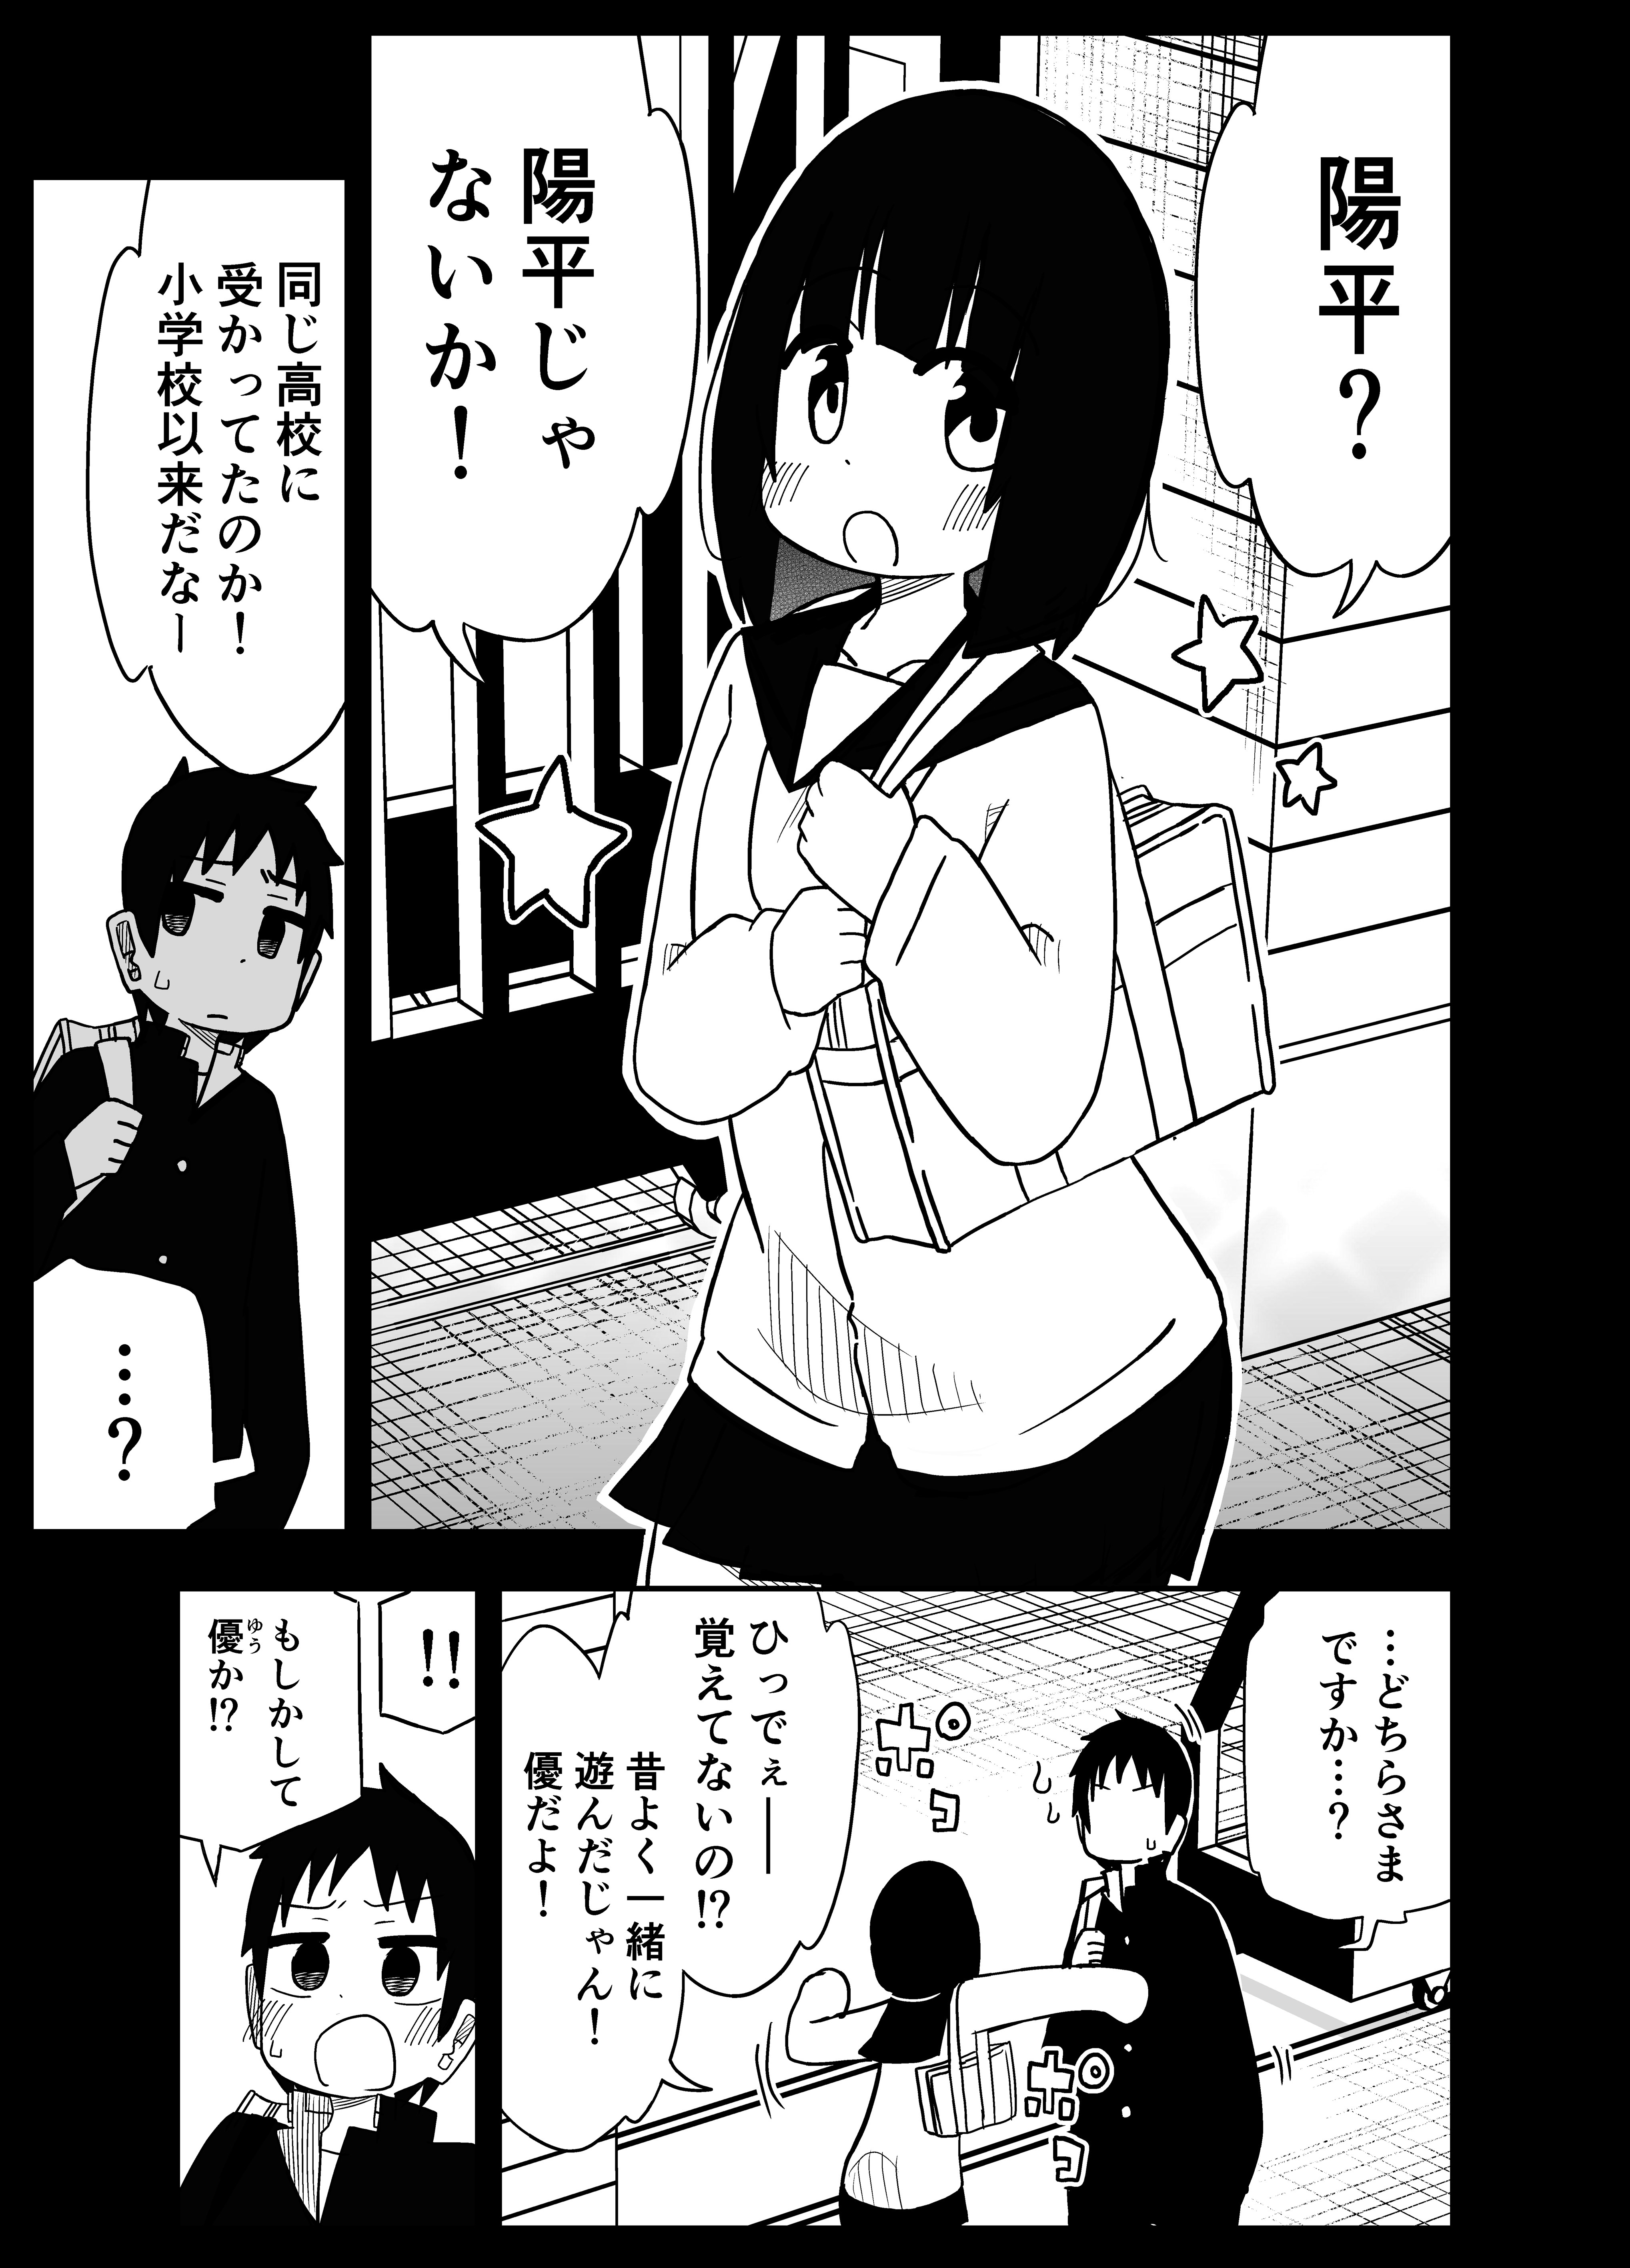 陽平?
陽平じゃ
ないか!
同じ高校に
受かってたのか!
小学校以来だなー
…?
…どちらさま
ですか…?
ポコ
ポコ
ひっでぇ──
覚えてないの!?
昔よく一緒に
遊んだじゃん!
優だよ!
!!
もしかして
優か!?
ゆう